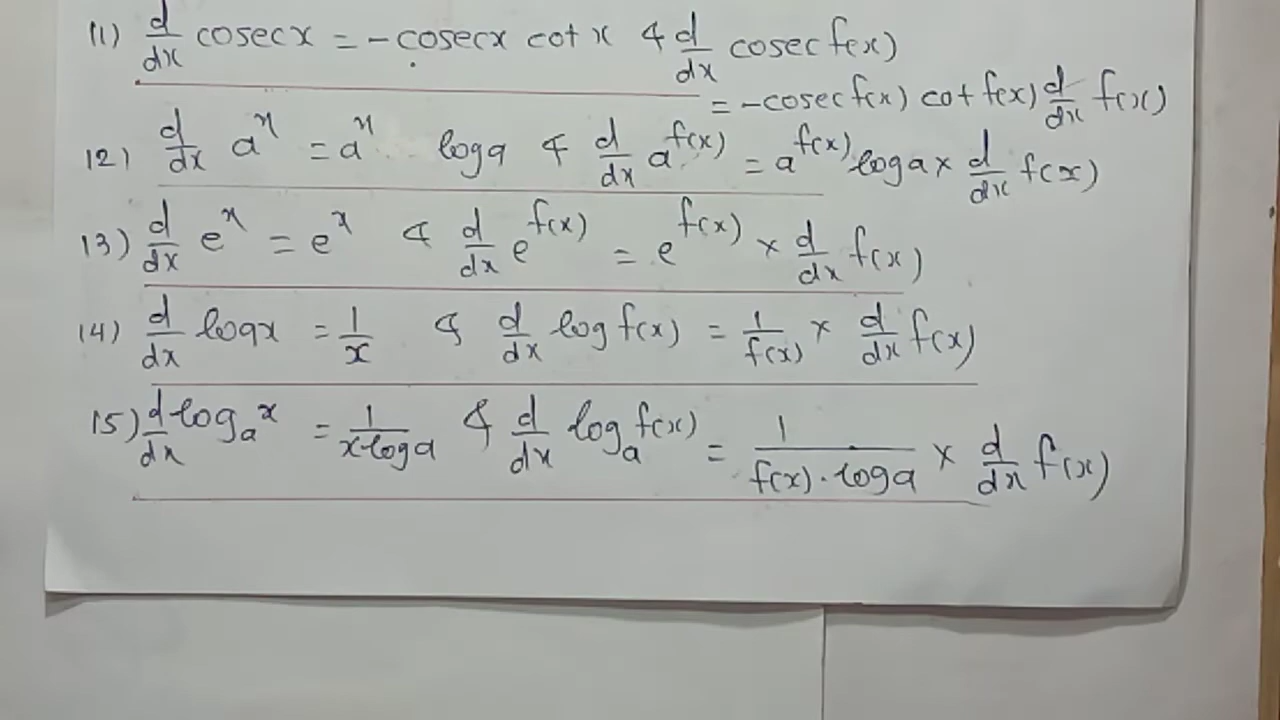 11) d/dx cosecx = -cosecx cotx & d/dx cosec f(x)
= -cosec f(x) cot f(x) d/dx f(x)
12) d/dx a^x = a^x loga & d/dx a^f(x) = a^f(x) loga × d/dx f(x)
13) d/dx e^x = e^x & d/dx e^f(x) = e^f(x) × d/dx f(x)
14) d/dx logx = 1/x & d/dx log f(x) = 1/f(x) × d/dx f(x)
15) d/dx log_a x = 1/(x·loga) & d/dx log_a f(x) = 1/(f(x)·loga) × d/dx f(x)